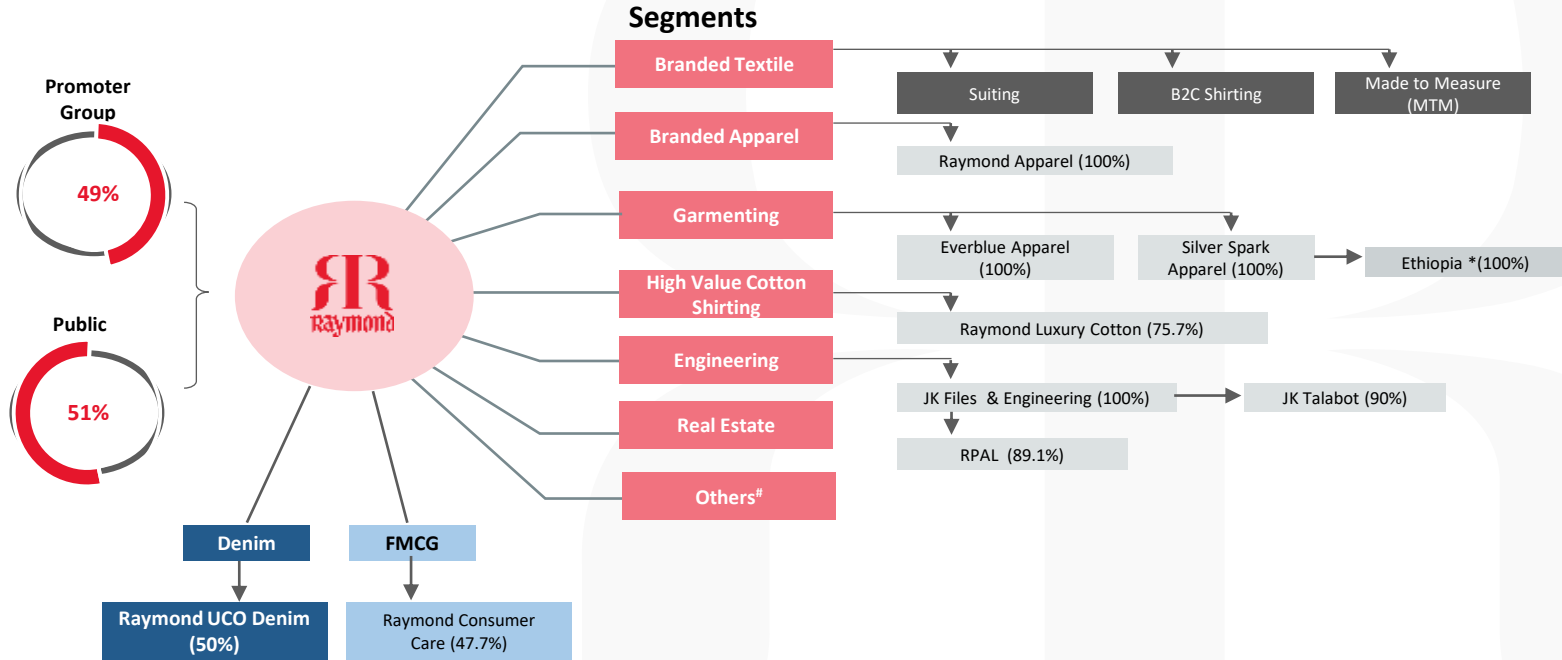 Segments
Promoter
Group
49%
Public
51%
Raymond
Branded Textile
Suiting
B2C Shirting
Made to Measure
(MTM)
Branded Apparel
Raymond Apparel (100%)
Garmenting
Everblue Apparel
(100%)
Silver Spark
Apparel (100%)
Ethiopia *(100%)
High Value Cotton
Shirting
Raymond Luxury Cotton (75.7%)
Engineering
JK Files & Engineering (100%)
JK Talabot (90%)
RPAL (89.1%)
Real Estate
Others#
Denim
FMCG
Raymond UCO Denim
(50%)
Raymond Consumer
Care (47.7%)